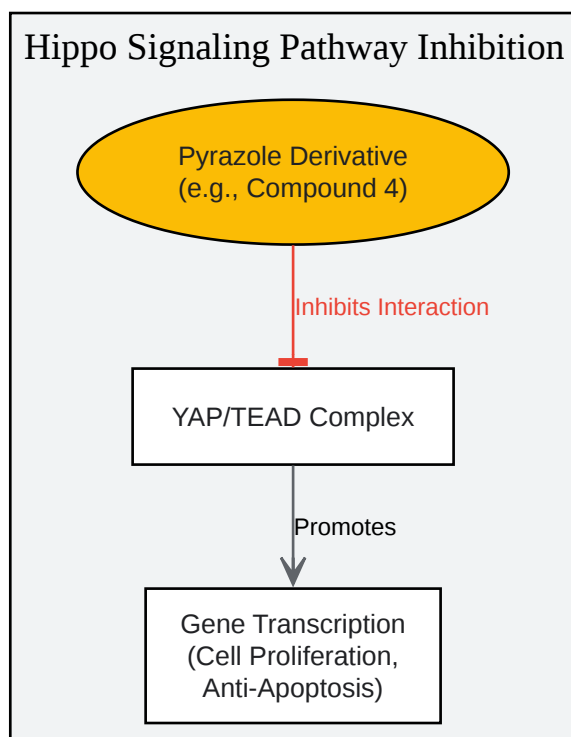 Hippo Signaling Pathway Inhibition
Pyrazole Derivative
(e.g., Compound 4)
Inhibits Interaction
YAP/TEAD Complex
Promotes
Gene Transcription
(Cell Proliferation,
Anti-Apoptosis)